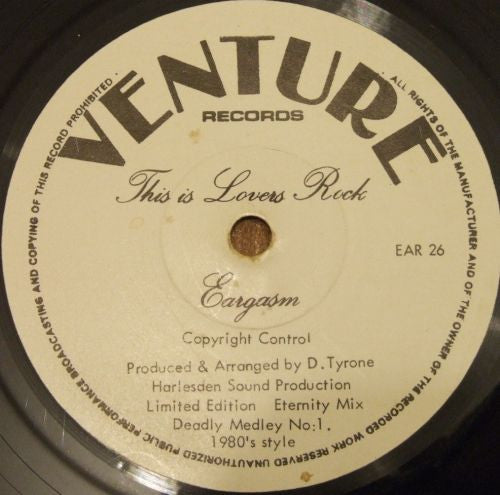 VENTURE
RECORDS
This is Lovers Rock
EAR 26
Eargasm
Copyright Control
Produced & Arranged by D.Tyrone
Harlesden Sound Production
Limited Edition Eternity Mix
Deadly Medley No:1.
1980's style
ALL RIGHTS OF THE MANUFACTURER AND OF THE OWNER OF THE RECORDED WORK RESERVED UNAUTHORIZED PUBLIC PERFORMANCE BROADCASTING AND COPYING OF THIS RECORD PROHIBITED.